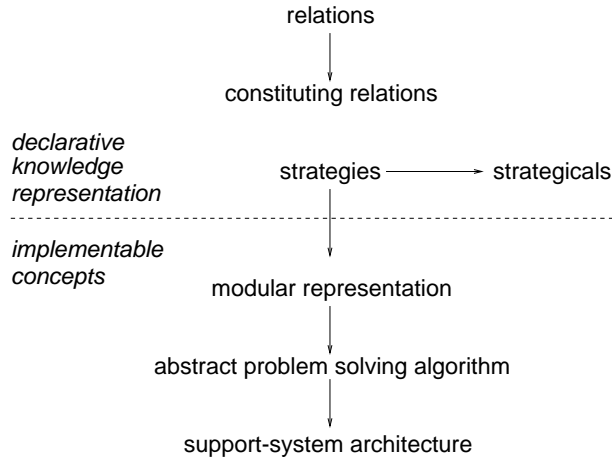 relations
constituting relations
declarative
knowledge
representation
strategies
strategicals
implementable
concepts
modular representation
abstract problem solving algorithm
support-system architecture